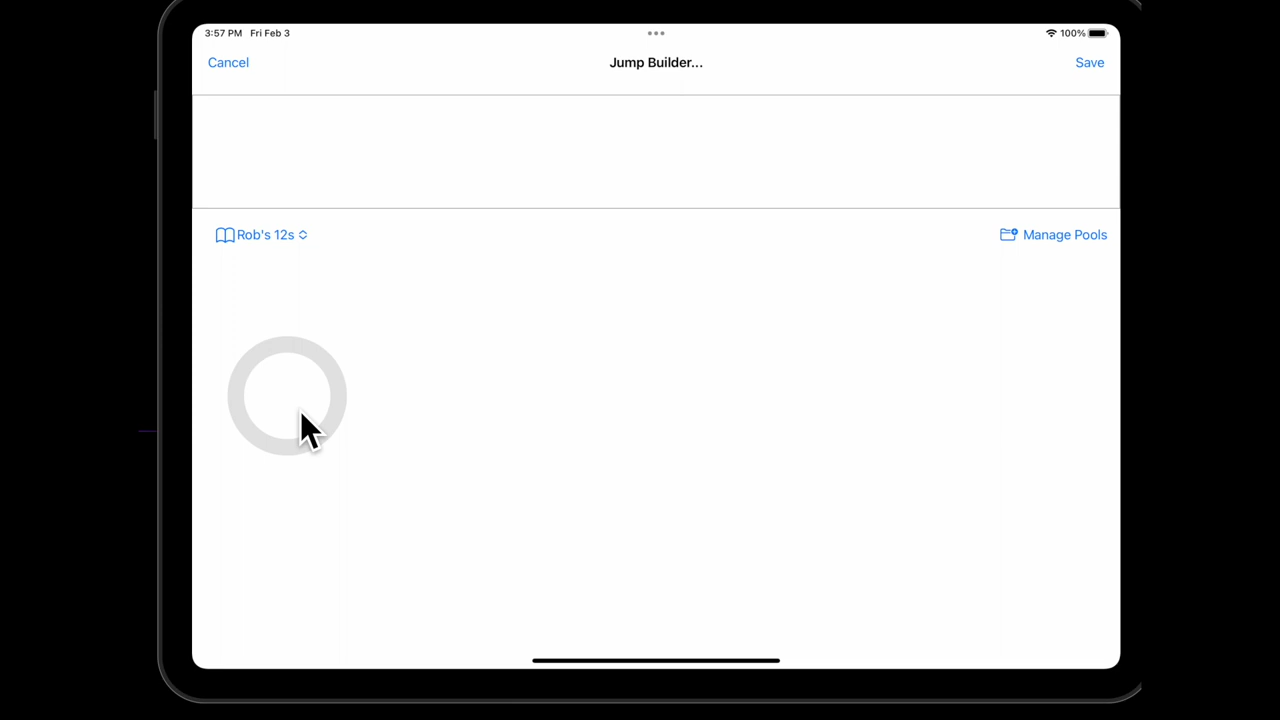 3:57 PM Fri Feb 3
100%
Cancel
Jump Builder...
Save
Rob's 12s
Manage Pools